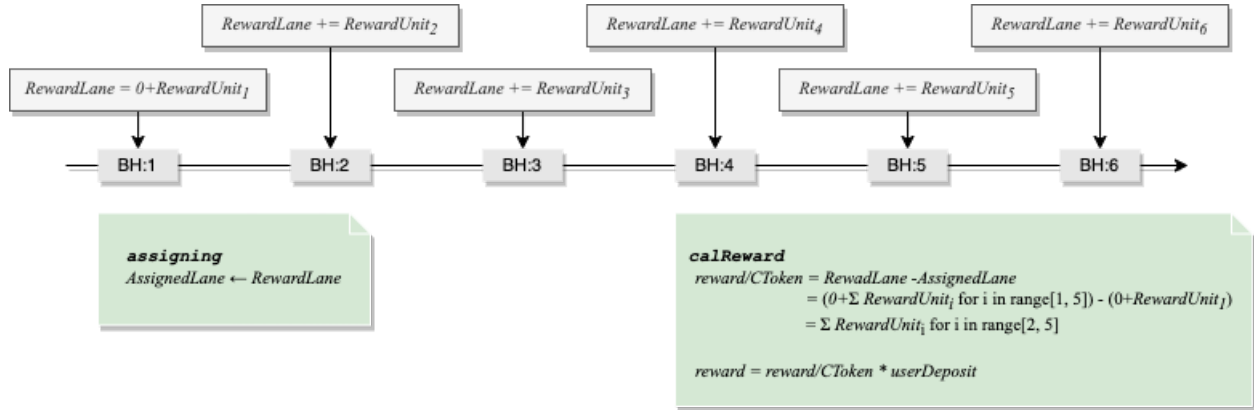 RewardLane += RewardUnit2
RewardLane += RewardUnit4
RewardLane += RewardUnit6
RewardLane = 0+RewardUnit1
RewardLane += RewardUnit3
RewardLane += RewardUnit5
BH:1
BH:2
BH:3
BH:4
BH:5
BH:6
assigning
AssignedLane ← RewardLane
calReward
reward/CToken = RewadLane -AssignedLane
= (0+Σ RewardUniti for i in range[1, 5]) - (0+RewardUnit1)
= Σ RewardUniti for i in range[2, 5]
reward = reward/CToken * userDeposit